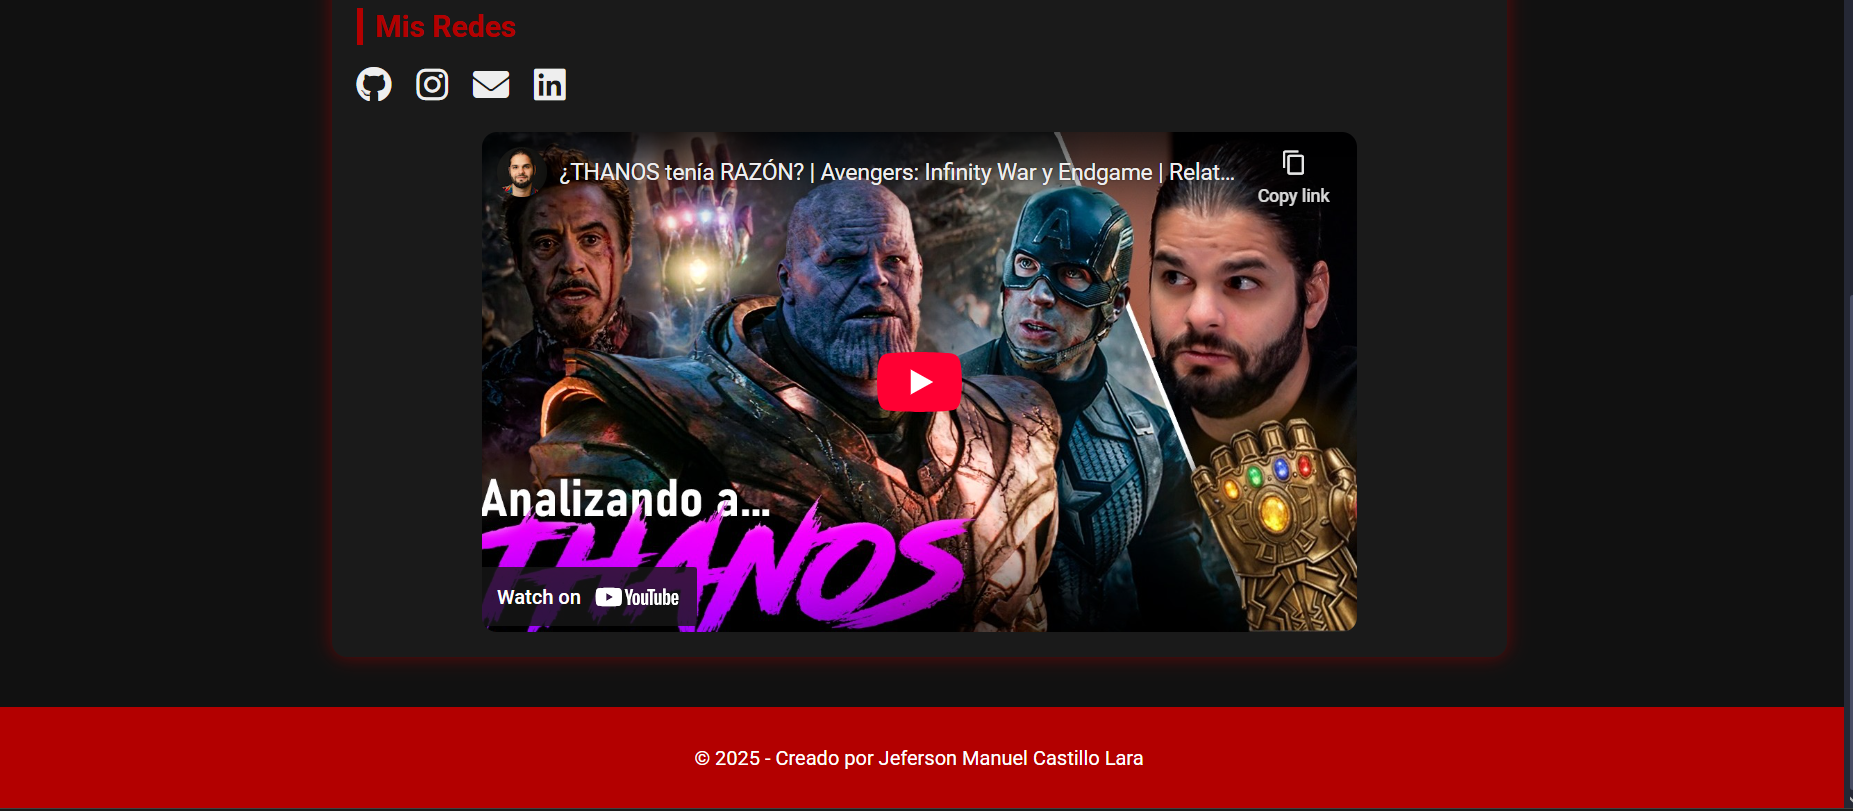 Mis Redes
in
¿THANOS tenía RAZÓN? | Avengers: Infinity War y Endgame | Relat...
Copy link
A
Analizando a...
THANOS
Watch on YouTube
© 2025 - Creado por Jeferson Manuel Castillo Lara